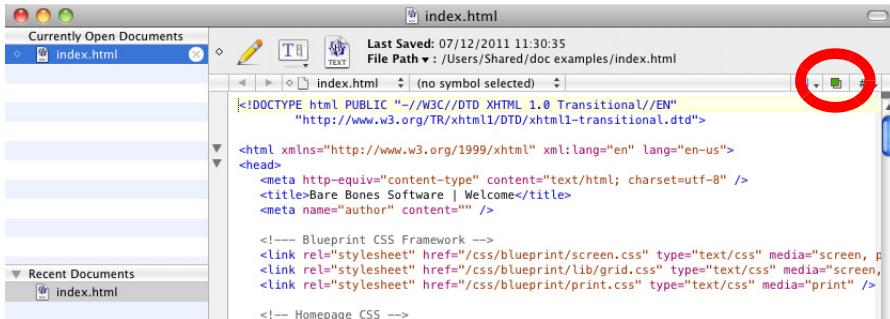 index.html
Currently Open Documents
index.html
T
TEXT
Last Saved: 07/12/2011 11:30:35
File Path ▾ : /Users/Shared/doc examples/index.html
index.html (no symbol selected) #
<!DOCTYPE html PUBLIC "-//W3C//DTD XHTML 1.0 Transitional//EN"
"http://www.w3.org/TR/xhtml1/DTD/xhtml1-transitional.dtd">
<html xmlns="http://www.w3.org/1999/xhtml" xml:lang="en" lang="en-us">
<head>
<meta http-equiv="content-type" content="text/html; charset=utf-8" />
<title>Bare Bones Software | Welcome</title>
<meta name="author" content="" />
<!--- Blueprint CSS Framework -->
<link rel="stylesheet" href="/css/blueprint/screen.css" type="text/css" media="screen, p
<link rel="stylesheet" href="/css/blueprint/lib/grid.css" type="text/css" media="screen,
<link rel="stylesheet" href="/css/blueprint/print.css" type="text/css" media="print" />
<!-- Homepage CSS -->
Recent Documents
index.html